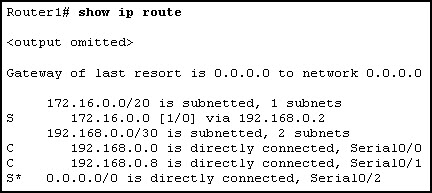 Router1# show ip route
<output omitted>
Gateway of last resort is 0.0.0.0 to network 0.0.0.0
172.16.0.0/20 is subnetted, 1 subnets
S 172.16.0.0 [1/0] via 192.168.0.2
192.168.0.0/30 is subnetted, 2 subnets
C 192.168.0.0 is directly connected, Serial0/0
C 192.168.0.8 is directly connected, Serial0/1
S* 0.0.0.0/0 is directly connected, Serial0/2